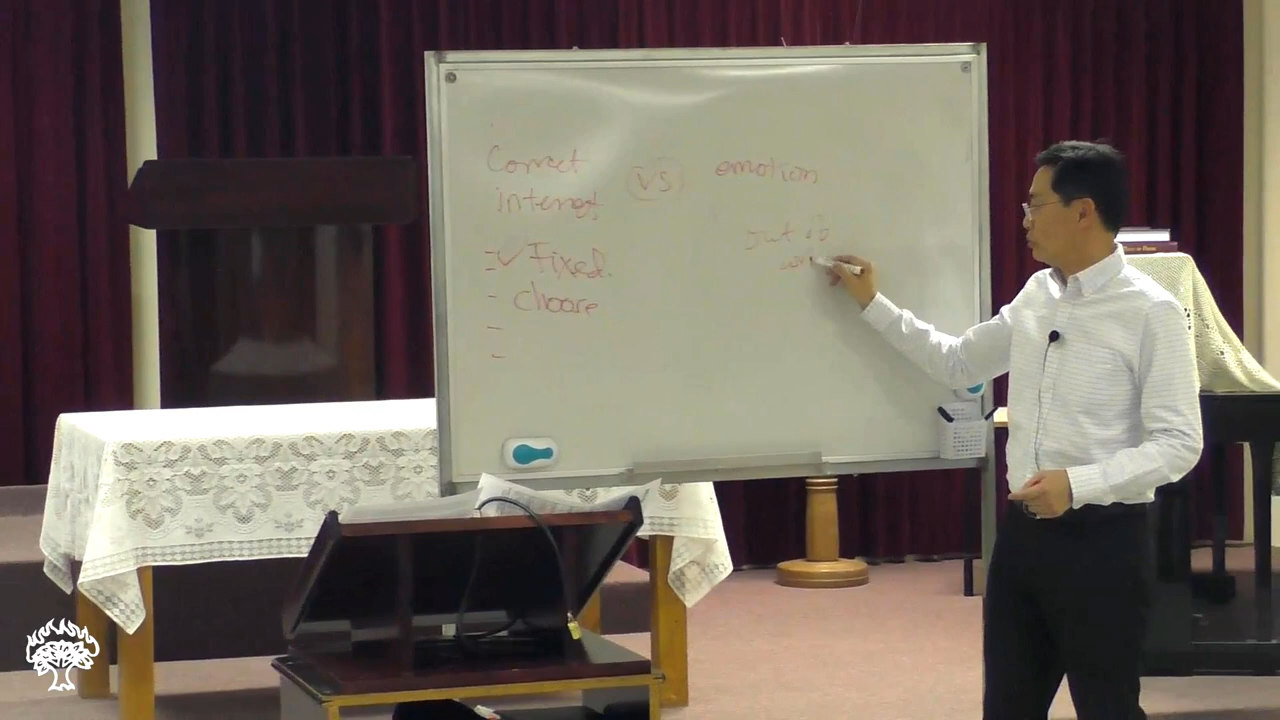 Correct
interest
vs
emotion
= ✓ Fixed.
- choose
-
-
out of